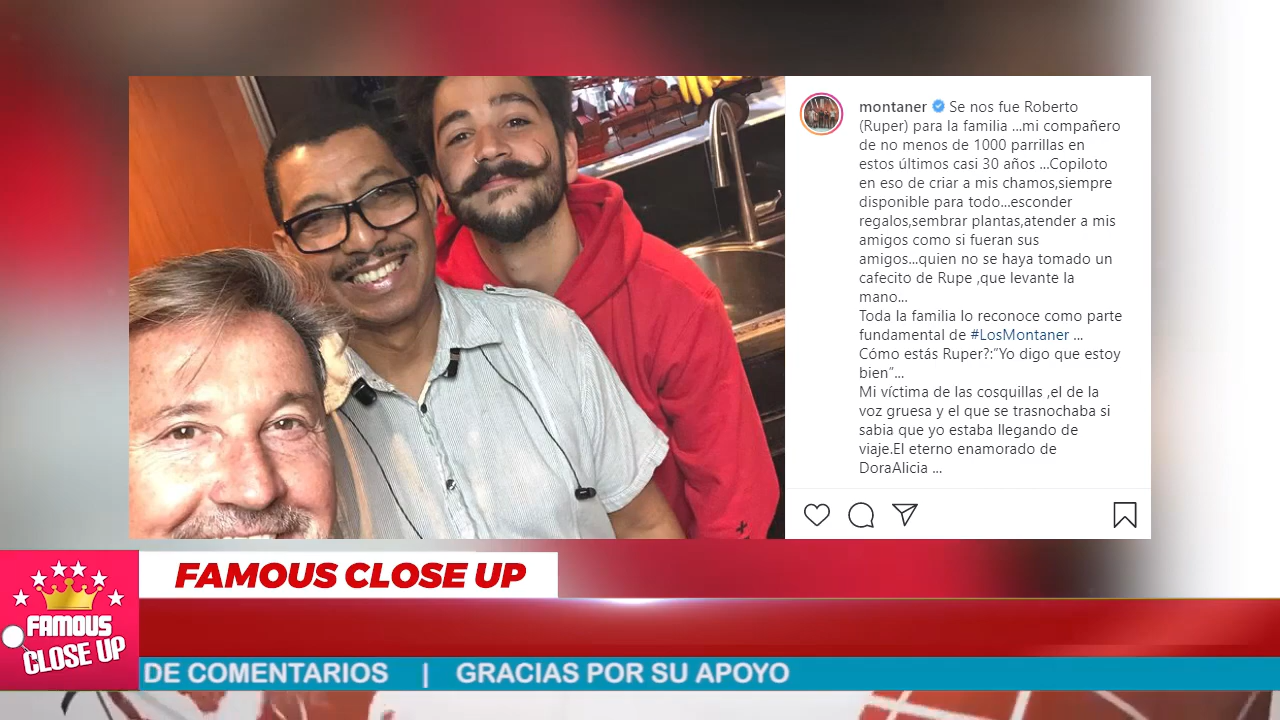 montaner Se nos fue Roberto
(Ruper) para la familia ...mi compañero
de no menos de 1000 parrillas en
estos últimos casi 30 años ...Copiloto
en eso de criar a mis chamos,siempre
disponible para todo...esconder
regalos,sembrar plantas,atender a mis
amigos como si fueran sus
amigos...quien no se haya tomado un
cafecito de Rupe ,que levante la
mano...
Toda la familia lo reconoce como parte
fundamental de #LosMontaner ...
Cómo estás Ruper?:”Yo digo que estoy
bien”...
Mi víctima de las cosquillas ,el de la
voz gruesa y el que se trasnochaba si
sabia que yo estaba llegando de
viaje.El eterno enamorado de
DoraAlicia ...
FAMOUS CLOSE UP
FAMOUS
CLOSE UP
DE COMENTARIOS | GRACIAS POR SU APOYO